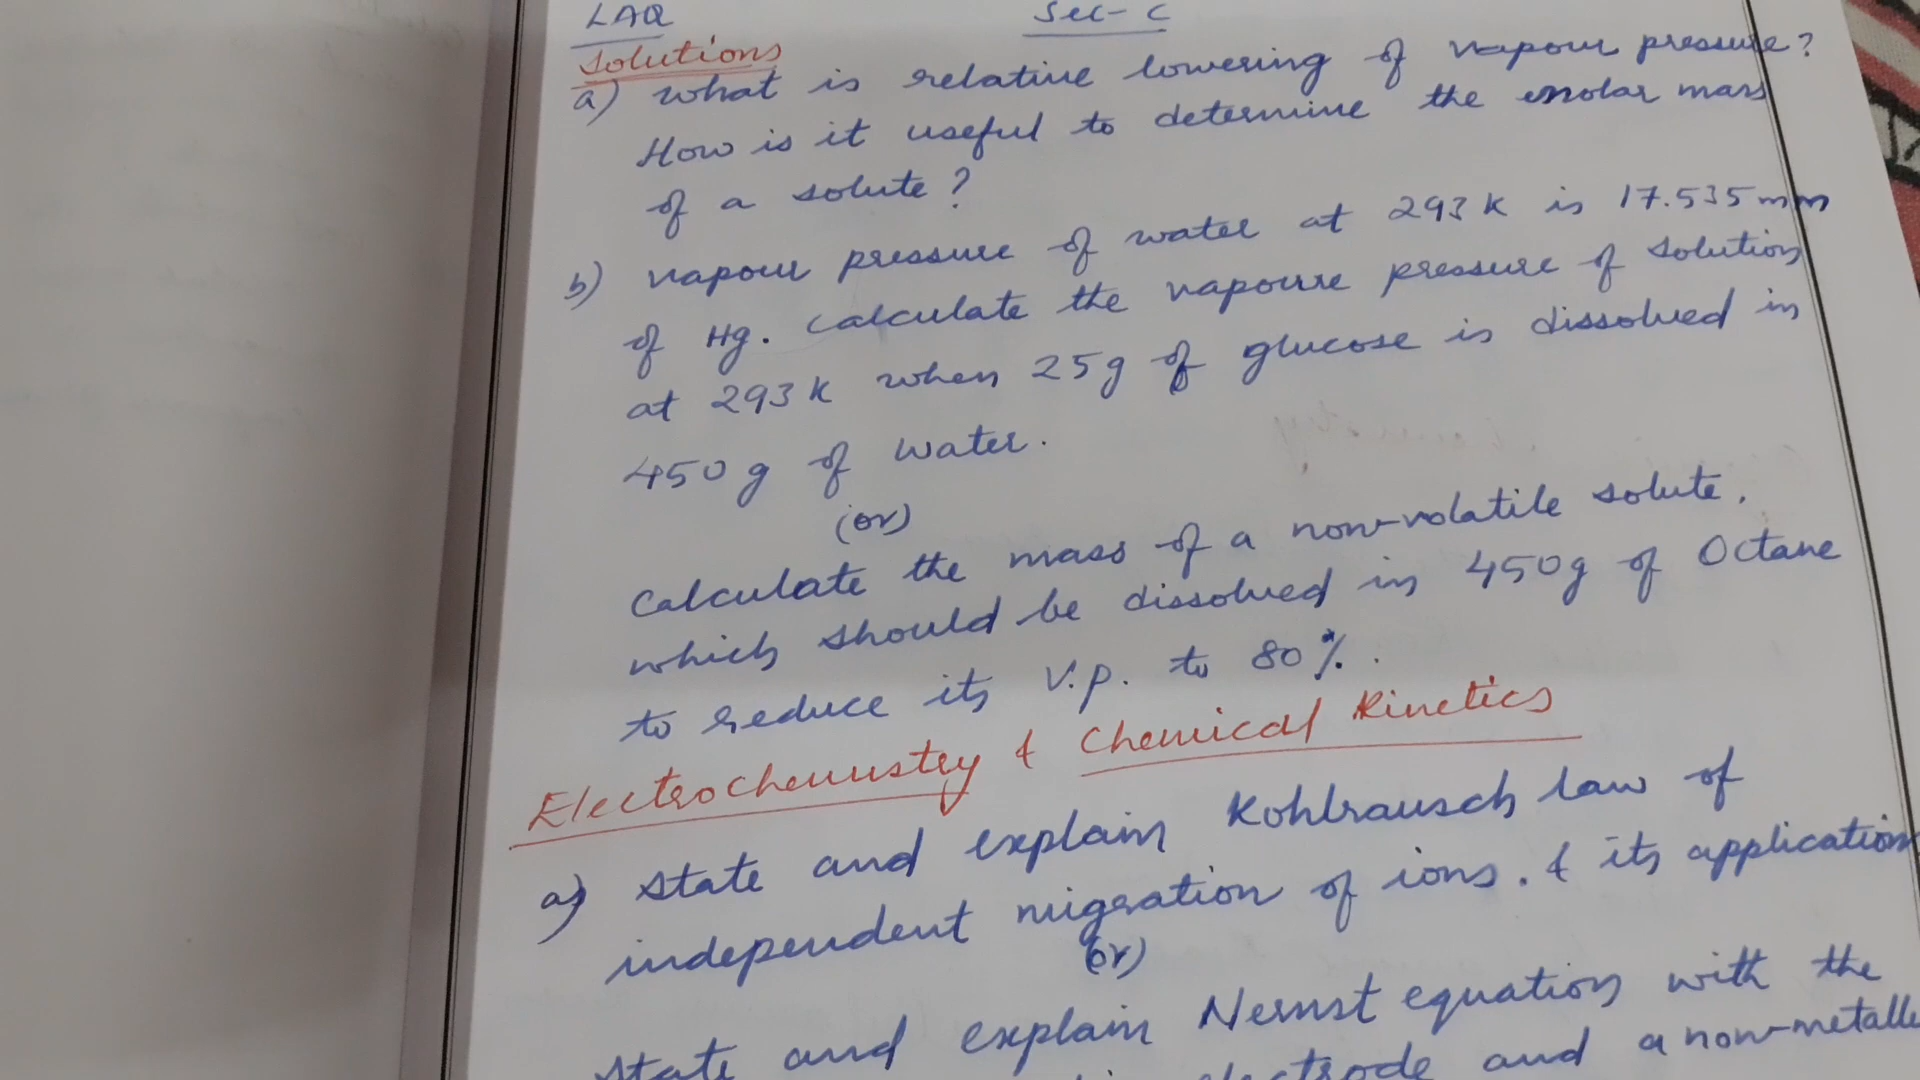 LAQ Sec-C
Solutions
a) what is relative lowering of vapour pressure?
How is it useful to determine the molar mass
of a solute?
b) vapour pressure of water at 293 K is 17.535 mm
of Hg. Calculate the vapoure pressure of solution
at 293 K when 25g of glucose is dissolved in
450 g of water.
(or)
Calculate the mass of a non-volatile solute,
which should be dissolved in 450g of Octane
to reduce its V.p. to 80%.
Electrochemistry & Chemical Kinetics
a) State and explain Kohlrausch law of
independent migration of ions. & its application
(or)
State and explain Nernst equation with the
and a non-metalli